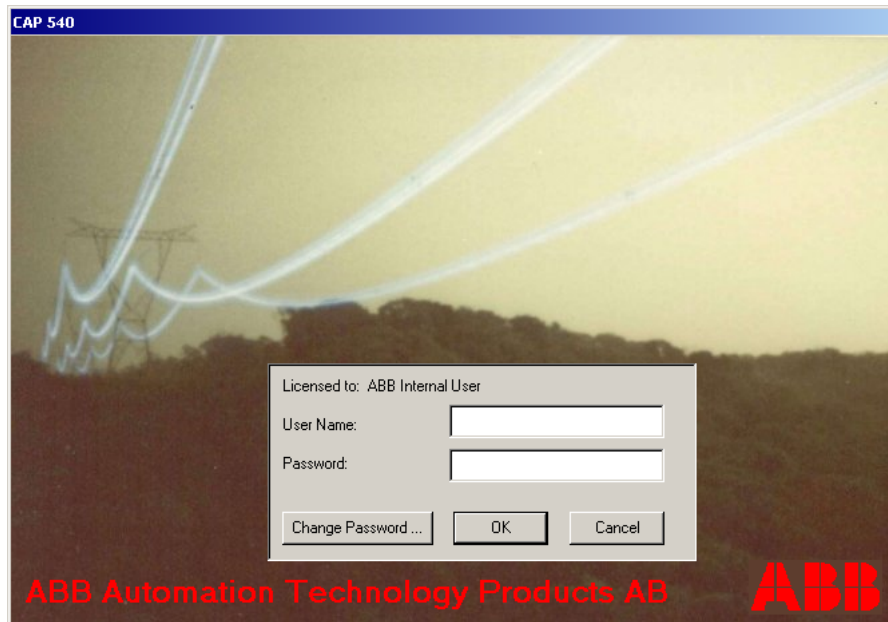 CAP 540
Licensed to: ABB Internal User
User Name:
Password:
Change Password ...
OK
Cancel
ABB Automation Technology Products AB
ABB